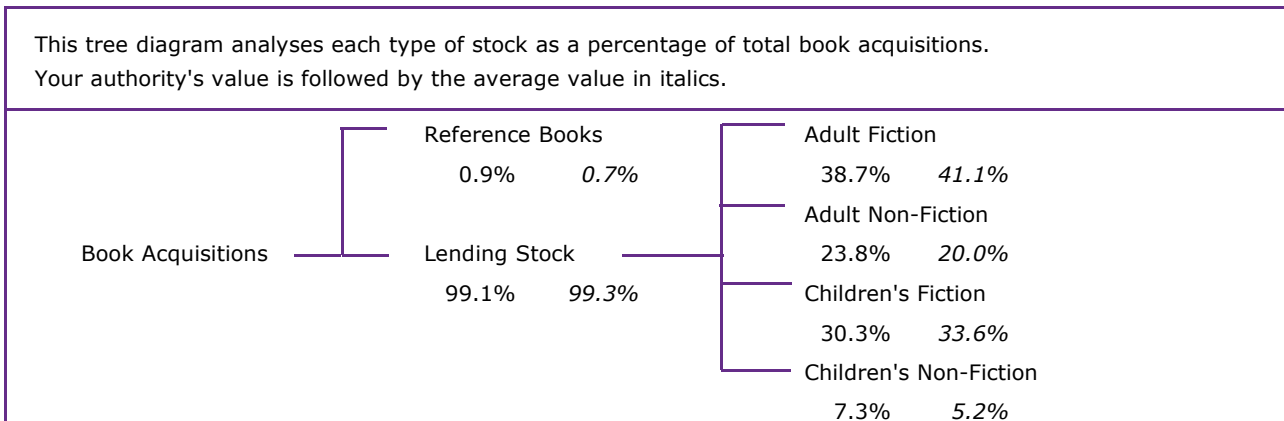 This tree diagram analyses each type of stock as a percentage of total book acquisitions.
Your authority's value is followed by the average value in italics.
Reference Books
0.9% 0.7%
Book Acquisitions
Lending Stock
99.1% 99.3%
Adult Fiction
38.7% 41.1%
Adult Non-Fiction
23.8% 20.0%
Children's Fiction
30.3% 33.6%
Children's Non-Fiction
7.3% 5.2%